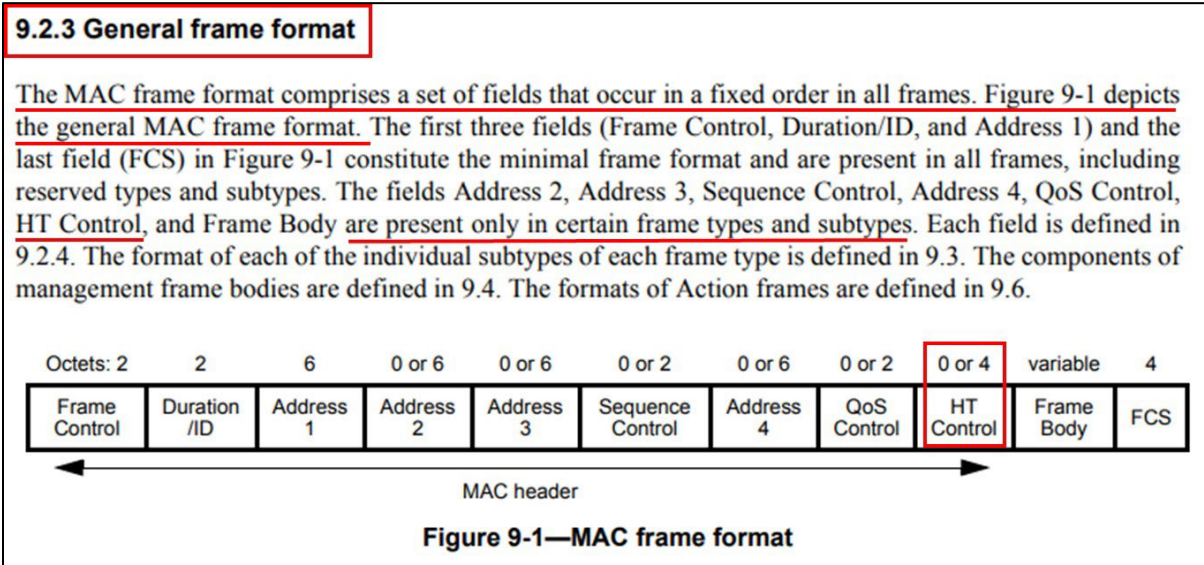 9.2.3 General frame format
The MAC frame format comprises a set of fields that occur in a fixed order in all frames. Figure 9-1 depicts
the general MAC frame format. The first three fields (Frame Control, Duration/ID, and Address 1) and the
last field (FCS) in Figure 9-1 constitute the minimal frame format and are present in all frames, including
reserved types and subtypes. The fields Address 2, Address 3, Sequence Control, Address 4, QoS Control,
HT Control, and Frame Body are present only in certain frame types and subtypes. Each field is defined in
9.2.4. The format of each of the individual subtypes of each frame type is defined in 9.3. The components of
management frame bodies are defined in 9.4. The formats of Action frames are defined in 9.6.
Octets: 2 2 6 0 or 6 0 or 6 0 or 2 0 or 6 0 or 2 0 or 4 variable 4
Frame Duration Address Address Address Sequence Address QoS HT Frame FCS
Control /ID 1 2 3 Control 4 Control Control Body
MAC header
Figure 9-1—MAC frame format